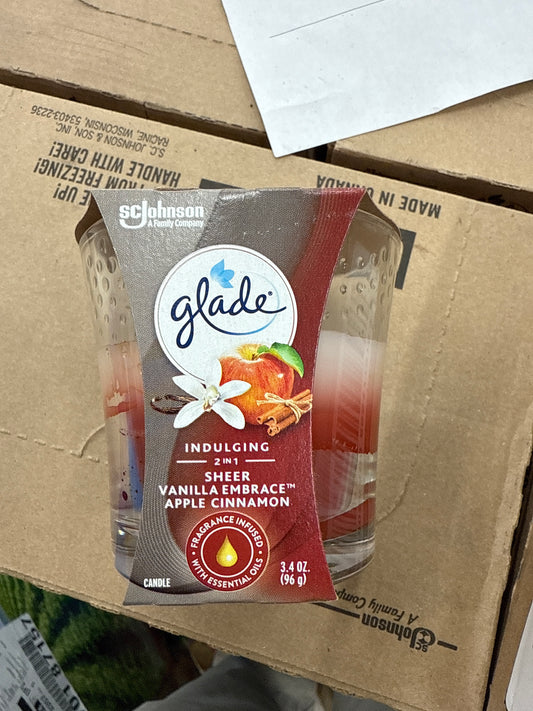 S.C. JOHNSON & SON, INC.
RACINE, WISCONSIN, 53403-2236
HANDLE WITH CARE!
FROM FREEZING!
UP!
MADE IN CANADA
SCJohnson
A Family Company
glade®
INDULGING
2 IN 1
SHEER
VANILLA EMBRACE™
APPLE CINNAMON
• FRAGRANCE INFUSED •
WITH ESSENTIAL OILS
CANDLE
3.4 OZ.
(96 g)
SC Johnson
A Family Company